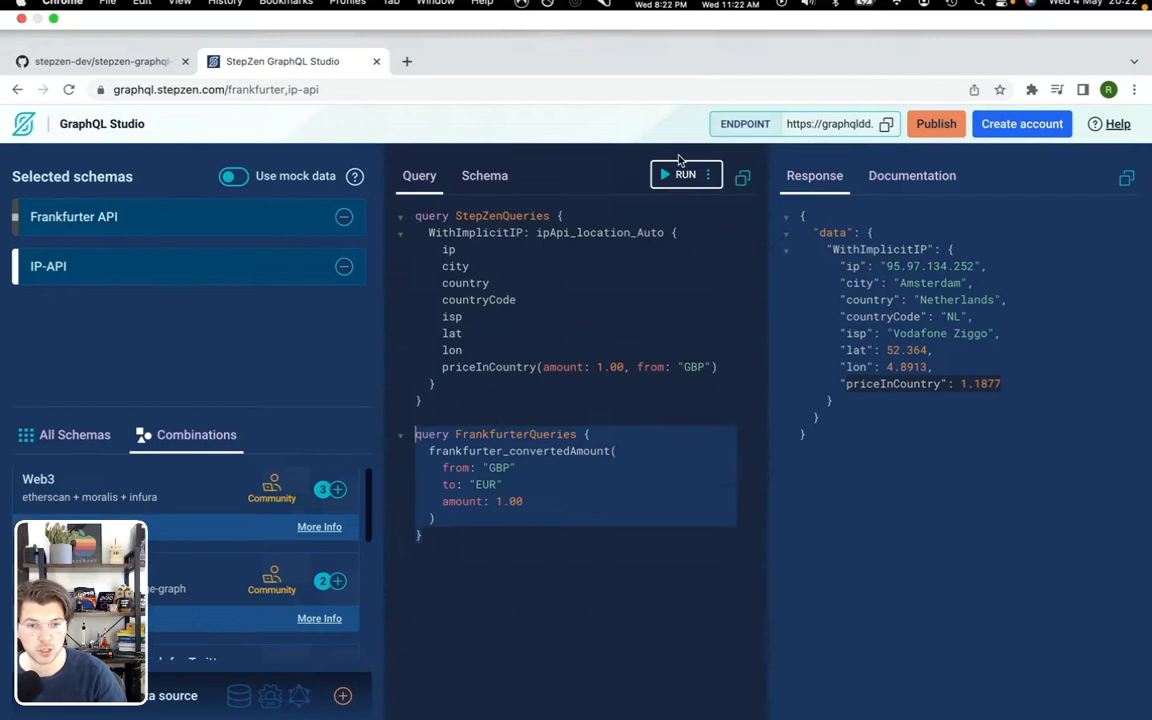 Chrome File Edit View History Bookmarks Profiles Tab Window Help Wed 8:22 PM Wed 11:22 AM Wed 4 May 20:22
stepzen-dev/stepzen-graphql-
StepZen GraphQL Studio
graphql.stepzen.com/frankfurter,ip-api
R
GraphQL Studio
ENDPOINT https://graphqldd.
Publish
Create account
Help
Selected schemas
Use mock data
Frankfurter API
IP-API
All Schemas
Combinations
Web3
etherscan + moralis + infura
Community
3
More Info
e-graph
Community
2
More Info
ta source
Query
Schema
RUN
query StepZenQueries {
WithImplicitIP: ipApi_location_Auto {
ip
city
country
countryCode
isp
lat
lon
priceInCountry(amount: 1.00, from: "GBP")
}
}
query FrankfurterQueries {
frankfurter_convertedAmount(
from: "GBP"
to: "EUR"
amount: 1.00
)
}
Response
Documentation
{
"data": {
"WithImplicitIP": {
"ip": "95.97.134.252",
"city": "Amsterdam",
"country": "Netherlands",
"countryCode": "NL",
"isp": "Vodafone Ziggo",
"lat": 52.364,
"lon": 4.8913,
"priceInCountry": 1.1877
}
}
}